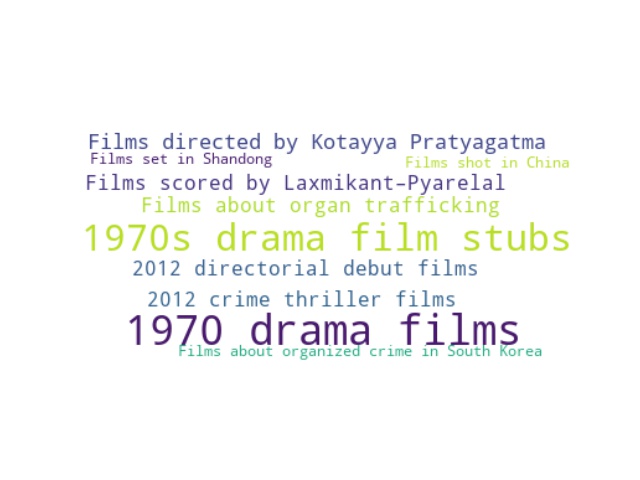 Films directed by Kotayya Pratyagatma
Films set in Shandong
Films shot in China
Films scored by Laxmikant–Pyarelal
Films about organ trafficking
1970s drama film stubs
2012 directorial debut films
2012 crime thriller films
1970 drama films
Films about organized crime in South Korea